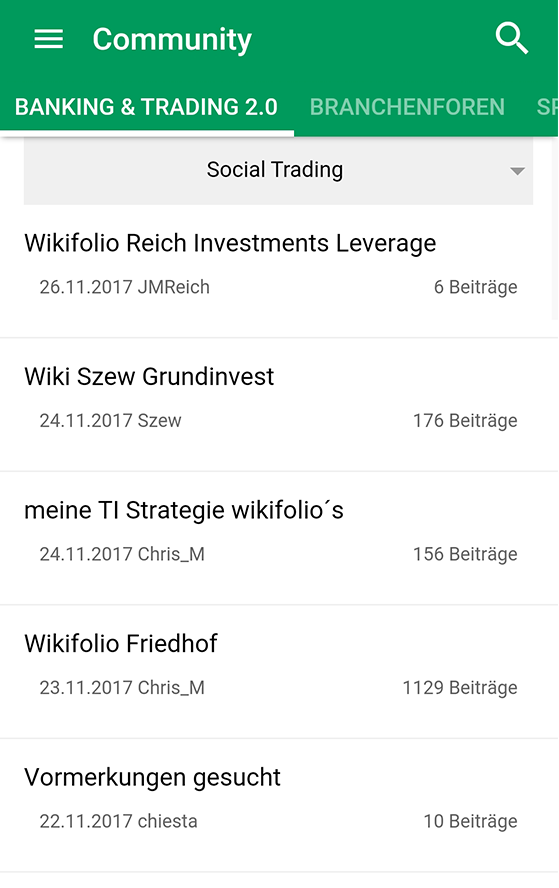 Community
BANKING & TRADING 2.0 BRANCHENFOREN SP
Social Trading
Wikifolio Reich Investments Leverage
26.11.2017 JMReich 6 Beiträge
Wiki Szew Grundinvest
24.11.2017 Szew 176 Beiträge
meine TI Strategie wikifolio´s
24.11.2017 Chris_M 156 Beiträge
Wikifolio Friedhof
23.11.2017 Chris_M 1129 Beiträge
Vormerkungen gesucht
22.11.2017 chiesta 10 Beiträge